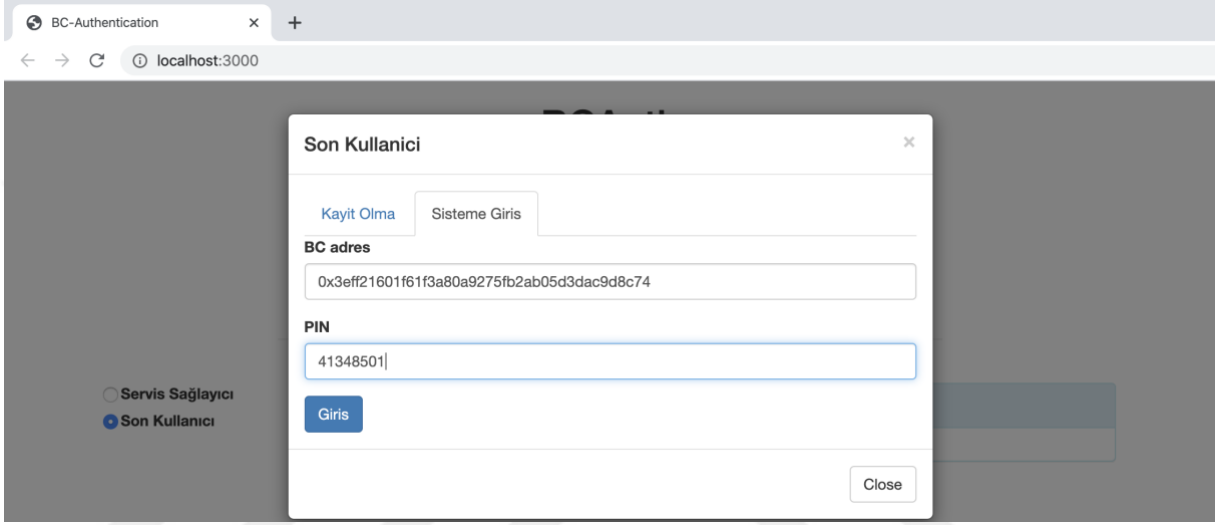 BC-Authentication
localhost:3000
Son Kullanici
Kayit Olma Sisteme Giris
BC adres
0x3eff21601f61f3a80a9275fb2ab05d3dac9d8c74
PIN
41348501
Servis Sağlayıcı
Son Kullanıcı
Giris
Close